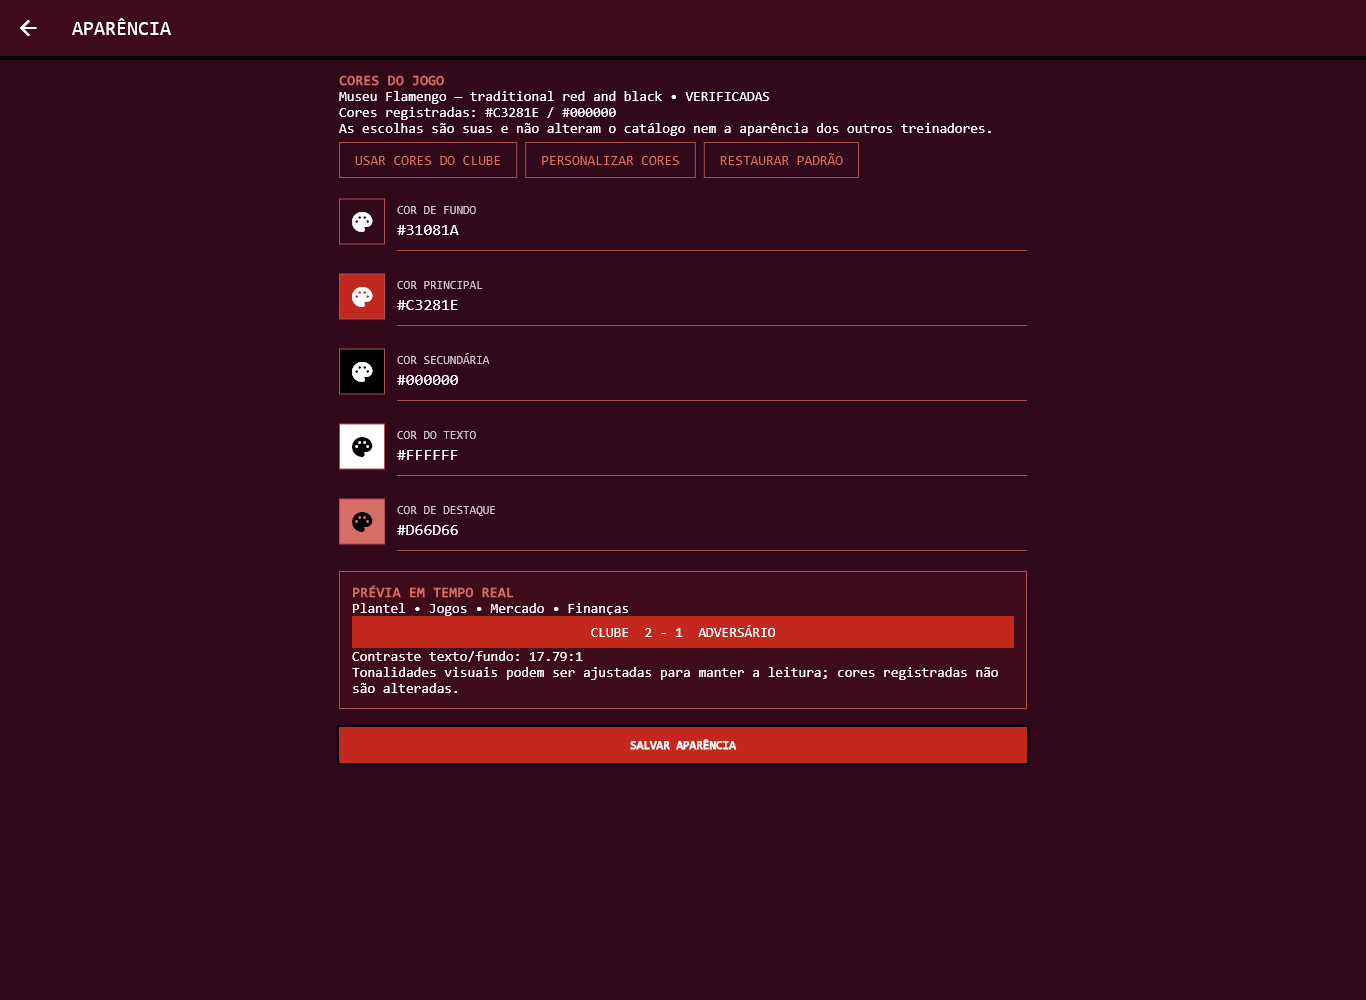 APARÊNCIA
CORES DO JOGO
Museu Flamengo — traditional red and black • VERIFICADAS
Cores registradas: #C3281E / #000000
As escolhas são suas e não alteram o catálogo nem a aparência dos outros treinadores.
USAR CORES DO CLUBE PERSONALIZAR CORES RESTAURAR PADRÃO
COR DE FUNDO
#31081A
COR PRINCIPAL
#C3281E
COR SECUNDÁRIA
#000000
COR DO TEXTO
#FFFFFF
COR DE DESTAQUE
#D66D66
PRÉVIA EM TEMPO REAL
Plantel • Jogos • Mercado • Finanças
CLUBE 2 - 1 ADVERSÁRIO
Contraste texto/fundo: 17.79:1
Tonalidades visuais podem ser ajustadas para manter a leitura; cores registradas não
são alteradas.
SALVAR APARÊNCIA